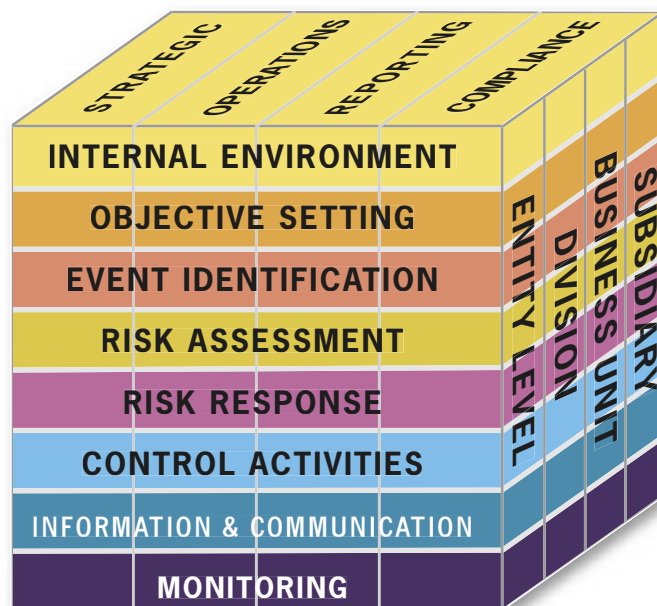 STRATEGIC
OPERATIONS
REPORTING
COMPLIANCE
INTERNAL ENVIRONMENT
OBJECTIVE SETTING
EVENT IDENTIFICATION
RISK ASSESSMENT
RISK RESPONSE
CONTROL ACTIVITIES
INFORMATION & COMMUNICATION
MONITORING
ENTITY LEVEL
DIVISION
BUSINESS UNIT
SUBSIDIARY